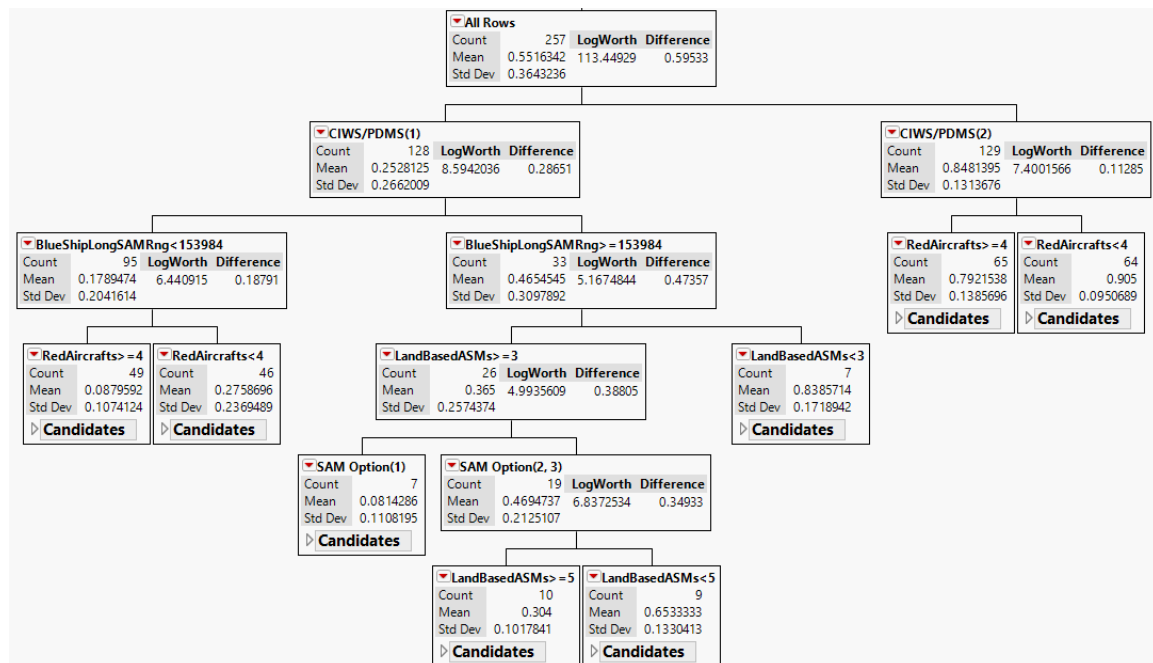 All Rows
Count 257 LogWorth Difference
Mean 0.5516342 113.44929 0.59533
Std Dev 0.3643236
CIWS/PDMS(1)
Count 128 LogWorth Difference
Mean 0.2528125 8.5942036 0.28651
Std Dev 0.2662009
CIWS/PDMS(2)
Count 129 LogWorth Difference
Mean 0.8481395 7.4001566 0.11285
Std Dev 0.1313676
BlueShipLongSAMRng<153984
Count 95 LogWorth Difference
Mean 0.1789474 6.440915 0.18791
Std Dev 0.2041614
BlueShipLongSAMRng>=153984
Count 33 LogWorth Difference
Mean 0.4654545 5.1674844 0.47357
Std Dev 0.3097892
RedAircrafts>=4
Count 65
Mean 0.7921538
Std Dev 0.1385696
Candidates
RedAircrafts<4
Count 64
Mean 0.905
Std Dev 0.0950689
Candidates
RedAircrafts>=4
Count 49
Mean 0.0879592
Std Dev 0.1074124
Candidates
RedAircrafts<4
Count 46
Mean 0.2758696
Std Dev 0.2369489
Candidates
LandBasedASMs>=3
Count 26 LogWorth Difference
Mean 0.365 4.9935609 0.38805
Std Dev 0.2574374
LandBasedASMs<3
Count 7
Mean 0.8385714
Std Dev 0.1718942
Candidates
SAM Option(1)
Count 7
Mean 0.0814286
Std Dev 0.1108195
Candidates
SAM Option(2, 3)
Count 19 LogWorth Difference
Mean 0.4694737 6.8372534 0.34933
Std Dev 0.2125107
LandBasedASMs>=5
Count 10
Mean 0.304
Std Dev 0.1017841
Candidates
LandBasedASMs<5
Count 9
Mean 0.6533333
Std Dev 0.1330413
Candidates